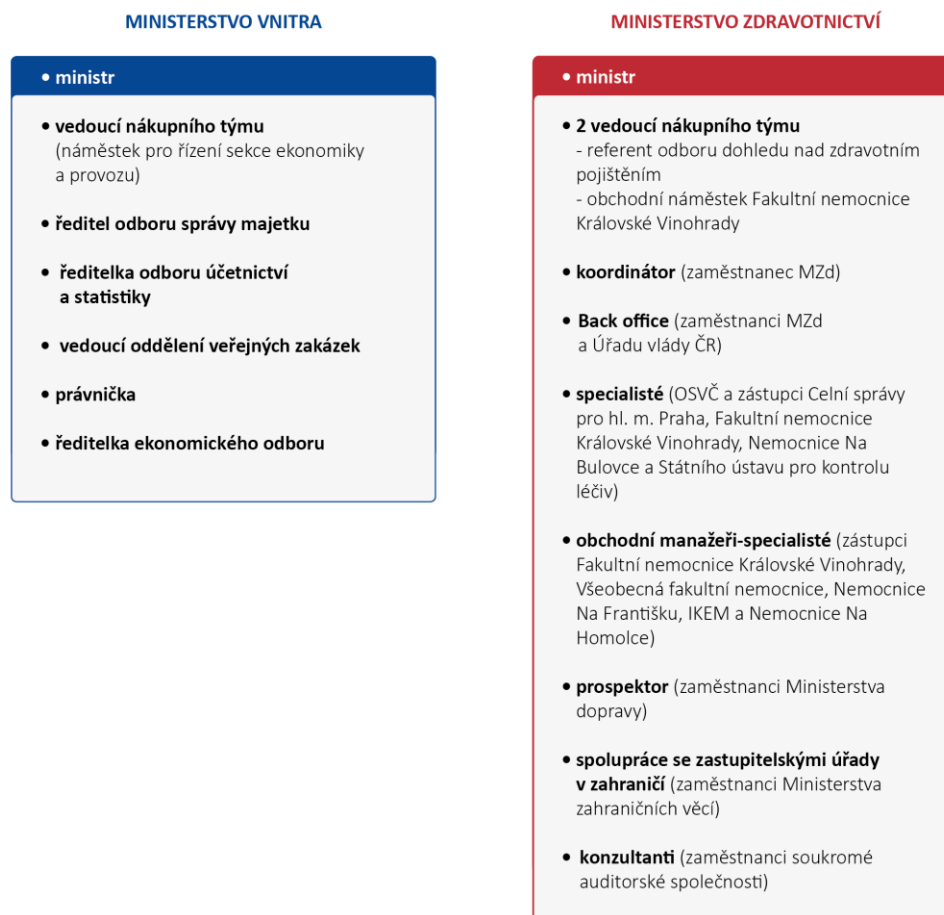 MINISTERSTVO VNITRA
• ministr
• vedoucí nákupního týmu
(náměstek pro řízení sekce ekonomiky
a provozu)
• ředitel odboru správy majetku
• ředitelka odboru účetnictví
a statistiky
• vedoucí oddělení veřejných zakázek
• právnička
• ředitelka ekonomického odboru
MINISTERSTVO ZDRAVOTNICTVÍ
• ministr
• 2 vedoucí nákupního týmu
- referent odboru dohledu nad zdravotním
pojištěním
- obchodní náměstek Fakultní nemocnice
Královské Vinohrady
• koordinátor (zaměstnanec MZd)
• Back office (zaměstnanci MZd
a Úřadu vlády ČR)
• specialisté (OSVČ a zástupci Celní správy
pro hl. m. Praha, Fakultní nemocnice
Královské Vinohrady, Nemocnice Na
Bulovce a Státního ústavu pro kontrolu
léčiv)
• obchodní manažeři-specialisté (zástupci
Fakultní nemocnice Královské Vinohrady,
Všeobecná fakultní nemocnice, Nemocnice
Na Františku, IKEM a Nemocnice Na
Homolce)
• prospektor (zaměstnanci Ministerstva
dopravy)
• spolupráce se zastupitelskými úřady
v zahraničí (zaměstnanci Ministerstva
zahraničních věcí)
• konzultanti (zaměstnanci soukromé
auditorské společnosti)